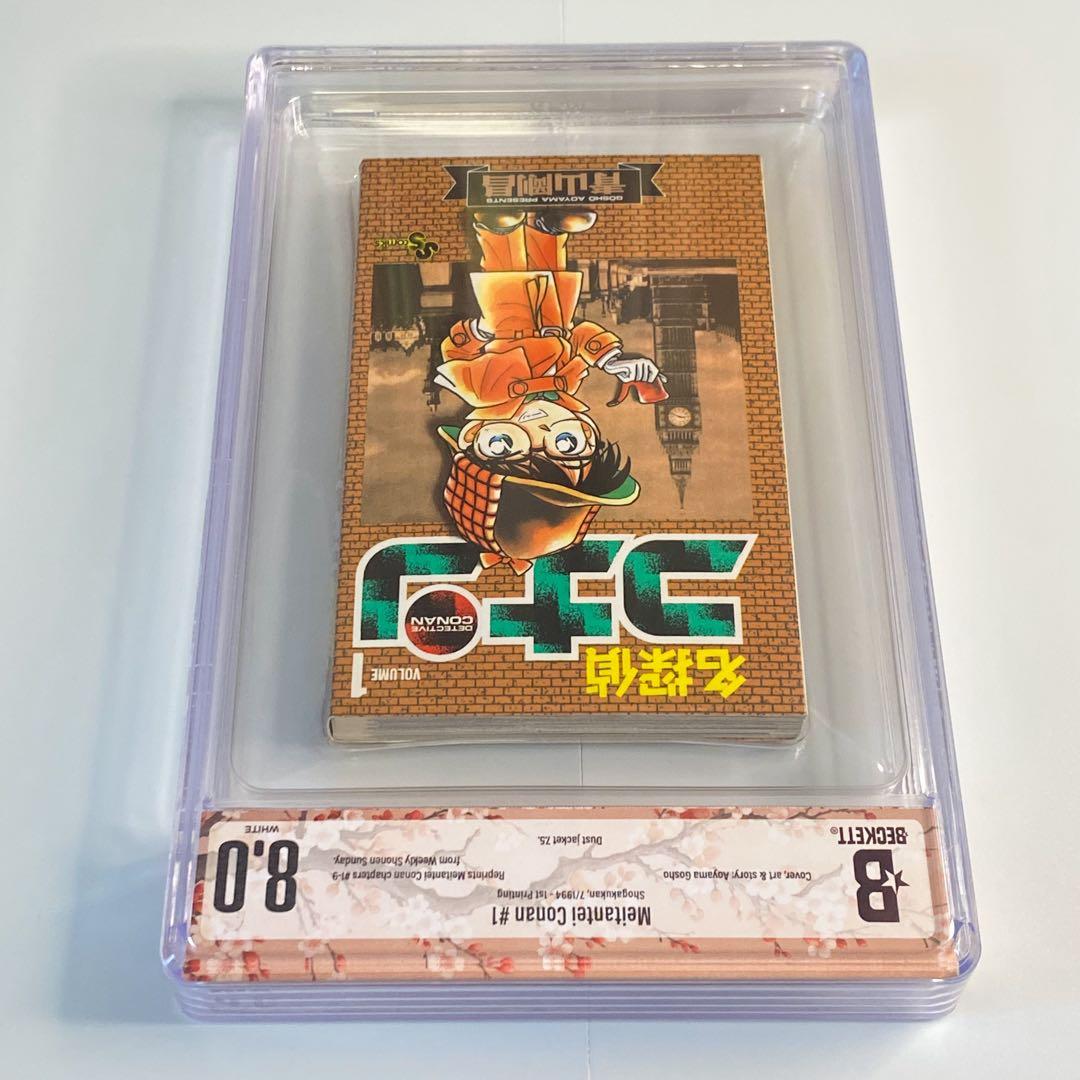 BECKETT®
Meitantei Conan #1
Shogakukan, 7/1994 - 1st Printing
Cover, art & story: Aoyama Gosho
Reprints Meitantei Conan chapters #1-9
from Weekly Shonen Sunday.
Dust jacket 7.5.
8.0
WHITE
名探偵
コナン
DETECTIVE
CONAN
VOLUME
1
GOSHO AOYAMA PRESENTS
青山剛昌